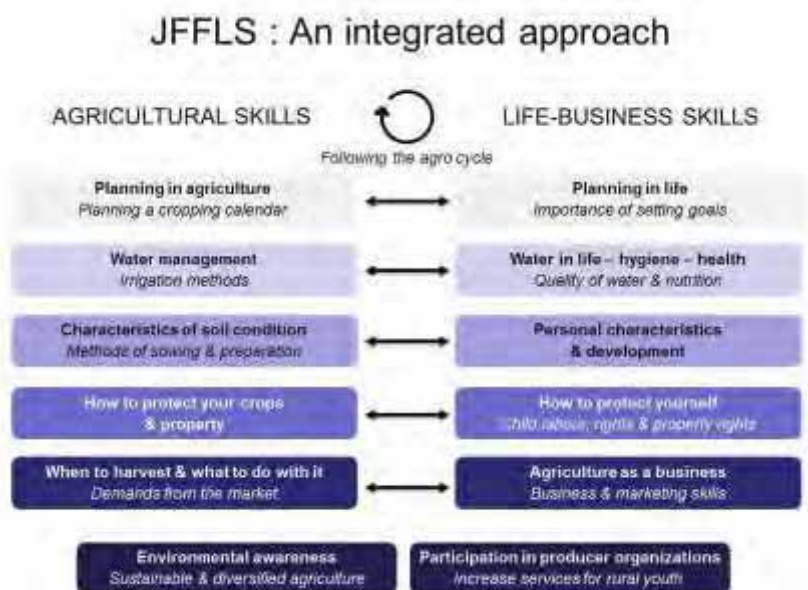 JFFLS : An integrated approach
AGRICULTURAL SKILLS
LIFE-BUSINESS SKILLS
Following the agro cycle
Planning in agriculture
Planning a cropping calendar
Planning in life
Importance of setting goals
Water management
Irrigation methods
Water in life – hygiene – health
Quality of water & nutrition
Characteristics of soil condition
Methods of sowing & preparation
Personal characteristics
& development
How to protect your crops
& property
How to protect yourself
Child labour, rights & property rights
When to harvest & what to do with it
Demands from the market
Agriculture as a business
Business & marketing skills
Environmental awareness
Sustainable & diversified agriculture
Participation in producer organizations
Increase services for rural youth